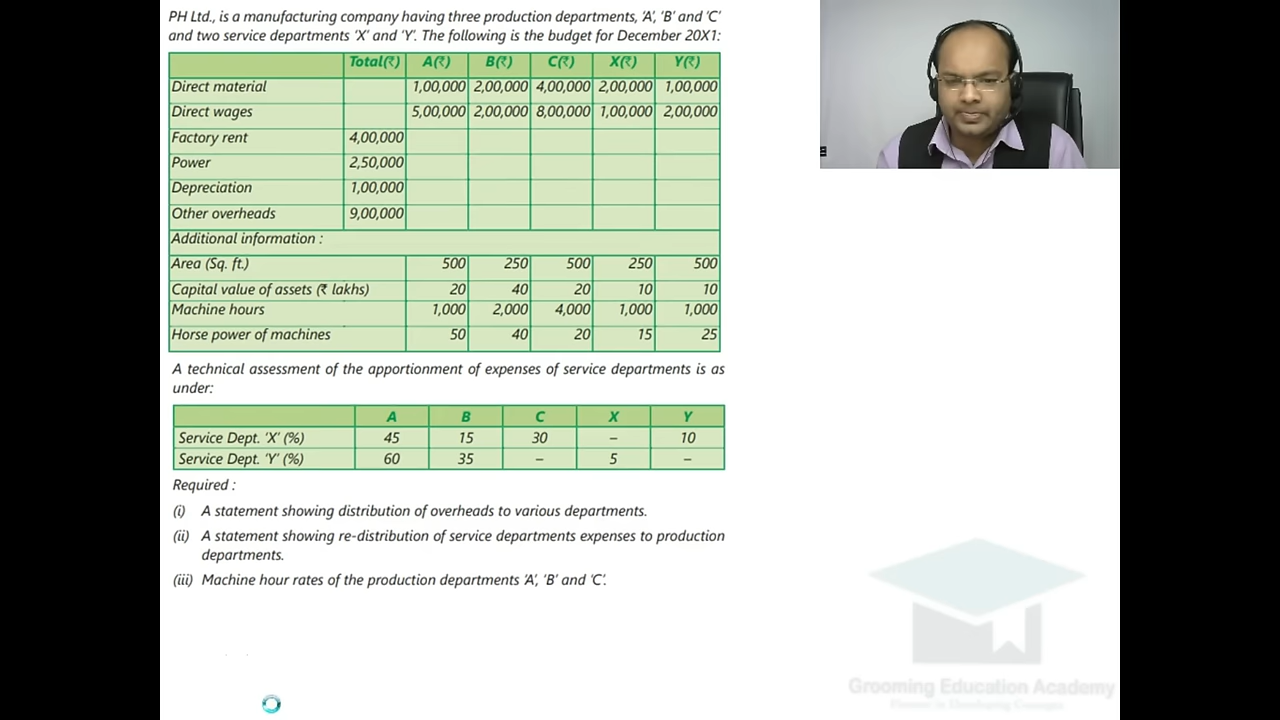 PH Ltd., is a manufacturing company having three production departments, 'A', 'B' and 'C'
and two service departments 'X' and 'Y'. The following is the budget for December 20X1:
Total(₹) A(₹) B(₹) C(₹) X(₹) Y(₹)
Direct material 1,00,000 2,00,000 4,00,000 2,00,000 1,00,000
Direct wages 5,00,000 2,00,000 8,00,000 1,00,000 2,00,000
Factory rent 4,00,000
Power 2,50,000
Depreciation 1,00,000
Other overheads 9,00,000
Additional information :
Area (Sq. ft.) 500 250 500 250 500
Capital value of assets (₹ lakhs) 20 40 20 10 10
Machine hours 1,000 2,000 4,000 1,000 1,000
Horse power of machines 50 40 20 15 25
A technical assessment of the apportionment of expenses of service departments is as
under:
A B C X Y
Service Dept. 'X' (%) 45 15 30 – 10
Service Dept. 'Y' (%) 60 35 – 5 –
Required :
(i) A statement showing distribution of overheads to various departments.
(ii) A statement showing re-distribution of service departments expenses to production
departments.
(iii) Machine hour rates of the production departments 'A', 'B' and 'C'.
Grooming Education Academy